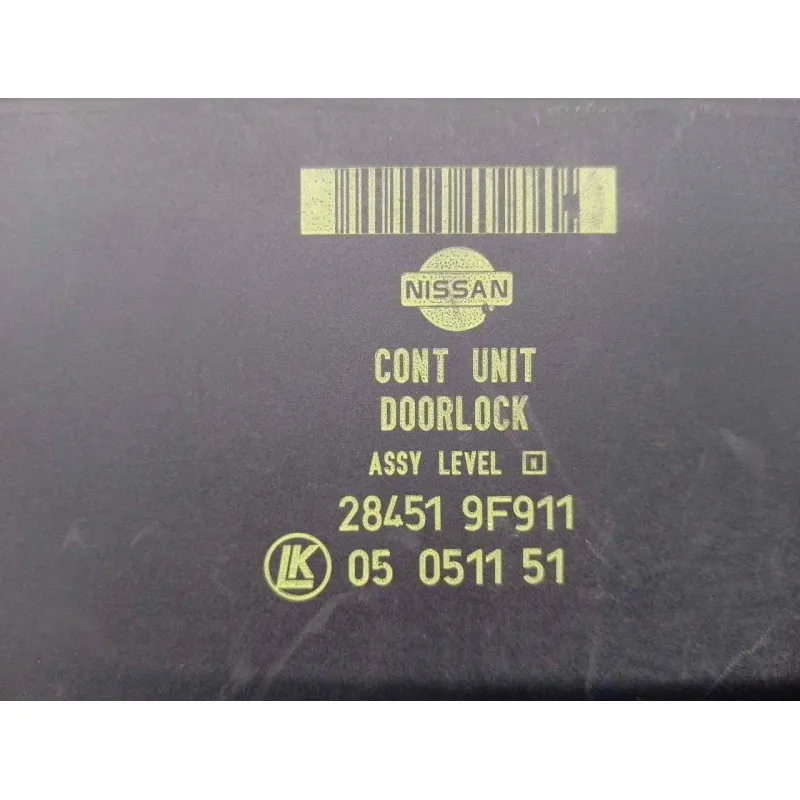 NISSAN
CONT UNIT
DOORLOCK
ASSY LEVEL N
28451 9F911
LK 05 0511 51